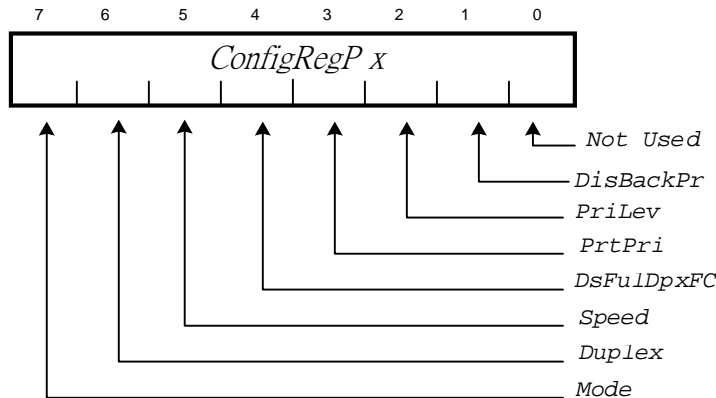 7 6 5 4 3 2 1 0
ConfigRegP x
Not Used
DisBackPr
PriLev
PrtPri
DsFulDpxFC
Speed
Duplex
Mode